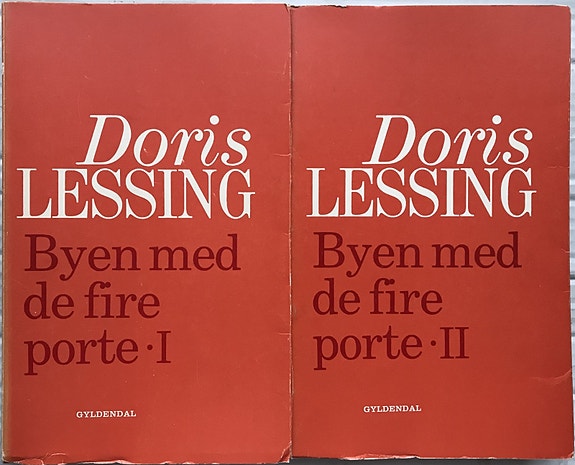 Doris
LESSING
Byen med
de fire
porte·I
GYLDENDAL
Doris
LESSING
Byen med
de fire
porte·II
GYLDENDAL